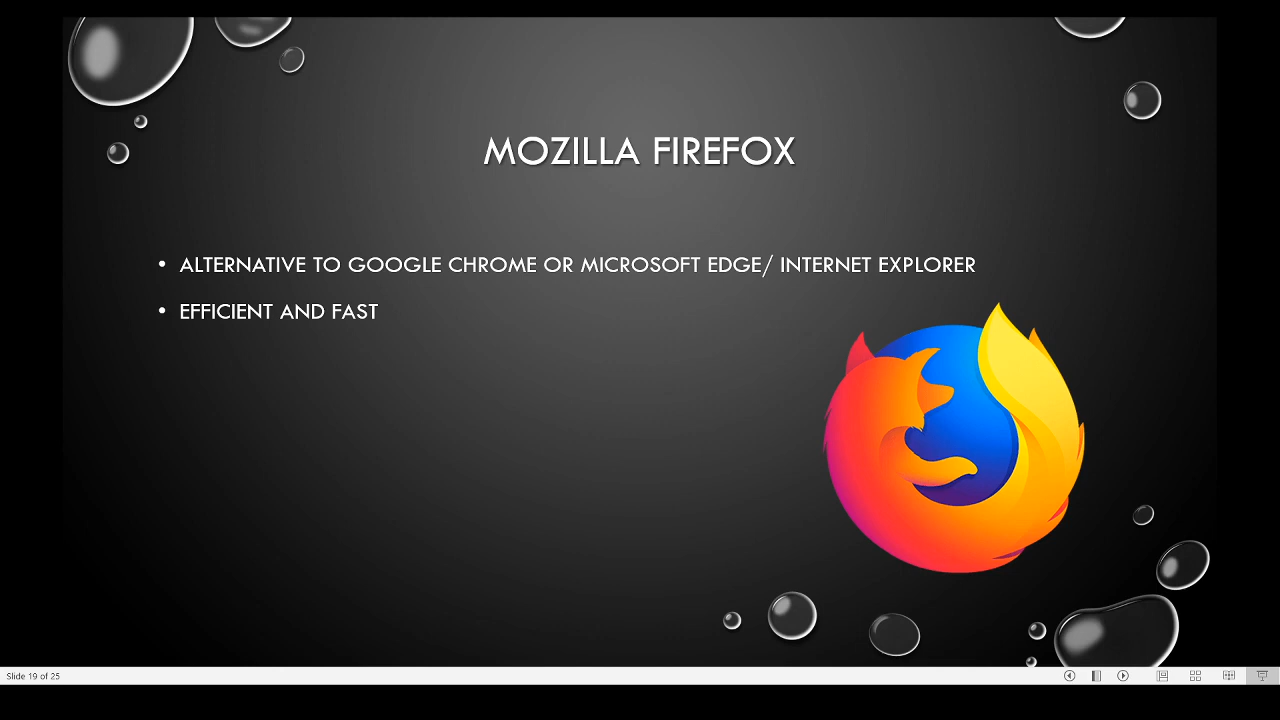 MOZILLA FIREFOX
• ALTERNATIVE TO GOOGLE CHROME OR MICROSOFT EDGE/ INTERNET EXPLORER
• EFFICIENT AND FAST
Slide 19 of 25